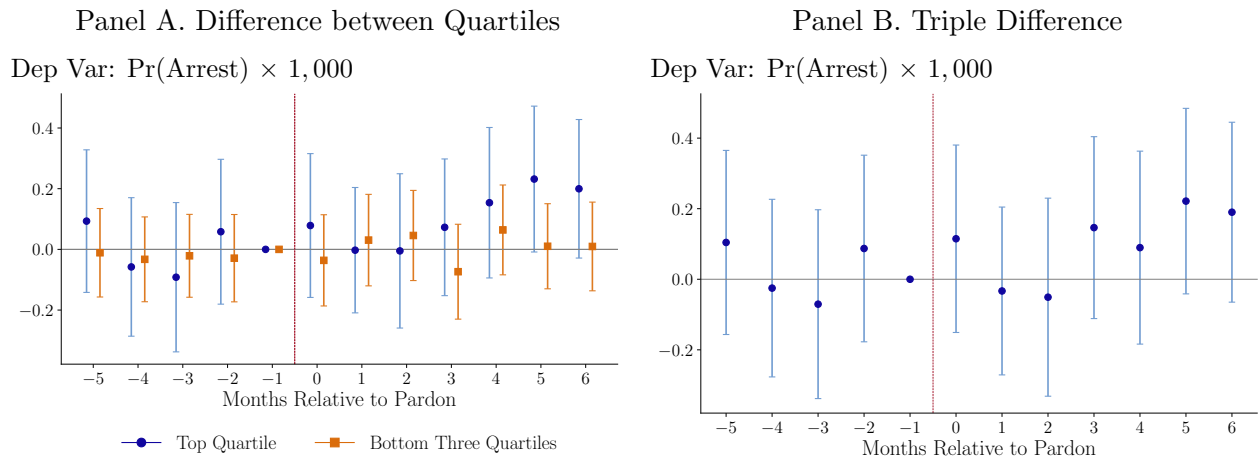 Panel A. Difference between Quartiles
Dep Var: Pr(Arrest) × 1,000
0.4
0.2
0.0
−0.2
−5 −4 −3 −2 −1 0 1 2 3 4 5 6
Months Relative to Pardon
Top Quartile Bottom Three Quartiles
Panel B. Triple Difference
Dep Var: Pr(Arrest) × 1,000
0.4
0.2
0.0
−0.2
−5 −4 −3 −2 −1 0 1 2 3 4 5 6
Months Relative to Pardon